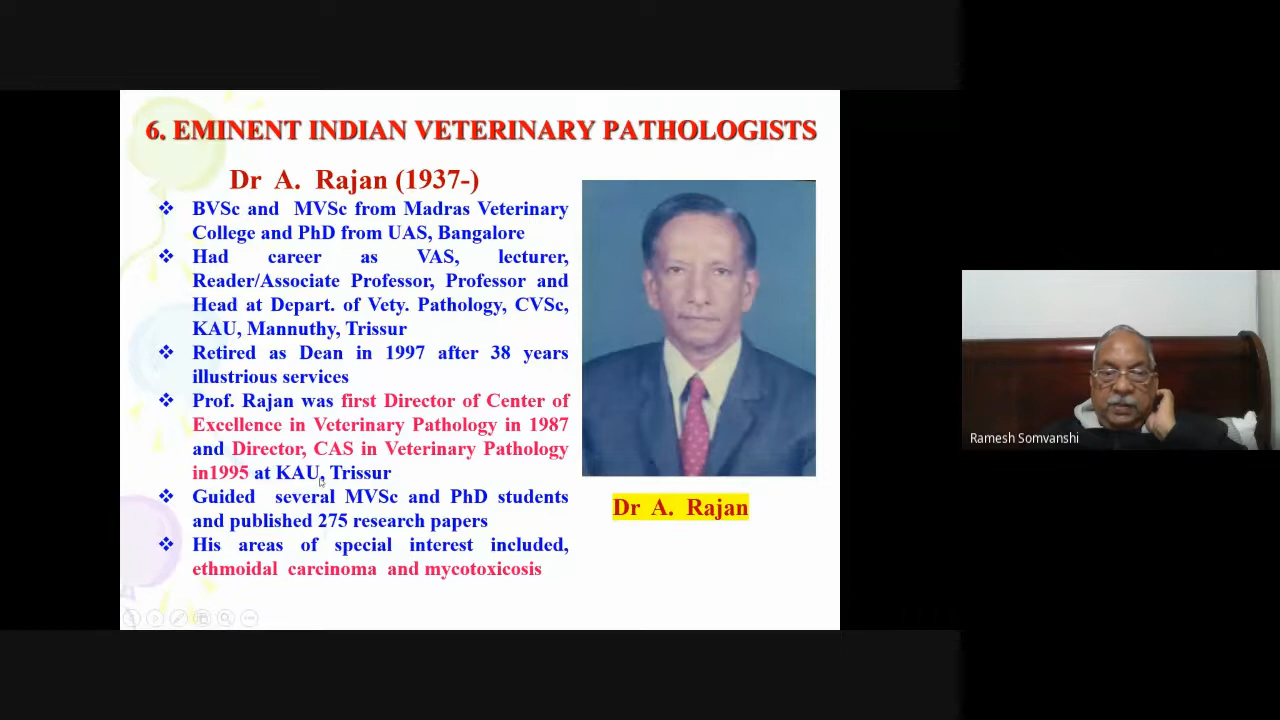 6. EMINENT INDIAN VETERINARY PATHOLOGISTS
Dr A. Rajan (1937-)
❖ BVSc and MVSc from Madras Veterinary
College and PhD from UAS, Bangalore
❖ Had career as VAS, lecturer,
Reader/Associate Professor, Professor and
Head at Depart. of Vety. Pathology, CVSc,
KAU, Mannuthy, Trissur
❖ Retired as Dean in 1997 after 38 years
illustrious services
❖ Prof. Rajan was first Director of Center of
Excellence in Veterinary Pathology in 1987
and Director, CAS in Veterinary Pathology
in1995 at KAU, Trissur
❖ Guided several MVSc and PhD students
and published 275 research papers
❖ His areas of special interest included,
ethmoidal carcinoma and mycotoxicosis
Dr A. Rajan
Ramesh Somvanshi